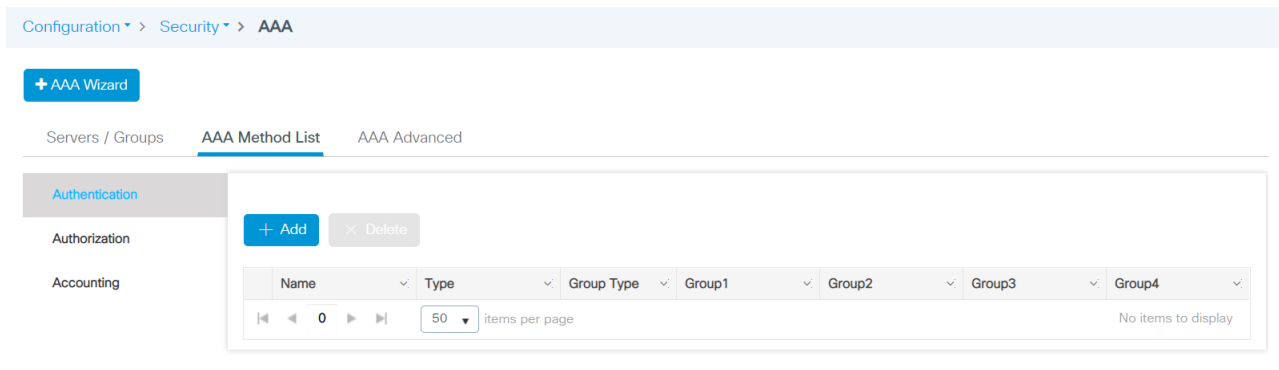 Configuration > Security > AAA
+ AAA Wizard
Servers / Groups AAA Method List AAA Advanced
Authentication
Authorization
Accounting
+ Add × Delete
Name Type Group Type Group1 Group2 Group3 Group4
0 50 items per page No items to display